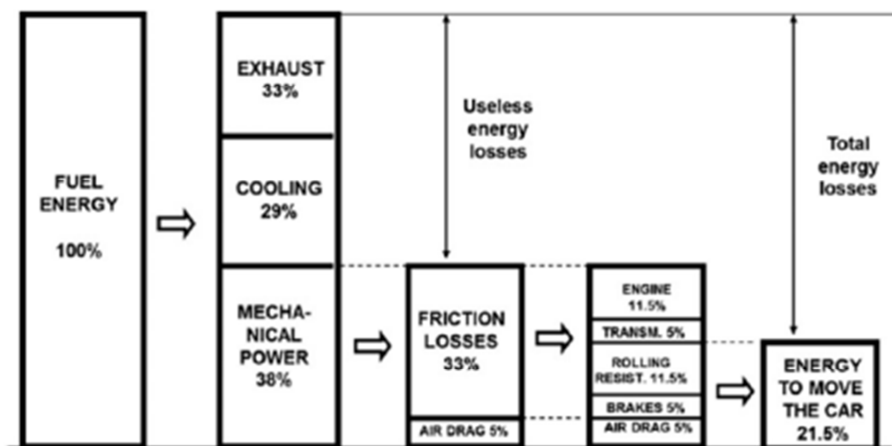 FUEL
ENERGY
100%
EXHAUST
33%
COOLING
29%
MECHA-
NICAL
POWER
38%
Useless
energy
losses
FRICTION
LOSSES
33%
AIR DRAG 5%
ENGINE
11.5%
TRANSM. 5%
ROLLING
RESIST. 11.5%
BRAKES 5%
AIR DRAG 5%
Total
energy
losses
ENERGY
TO MOVE
THE CAR
21.5%